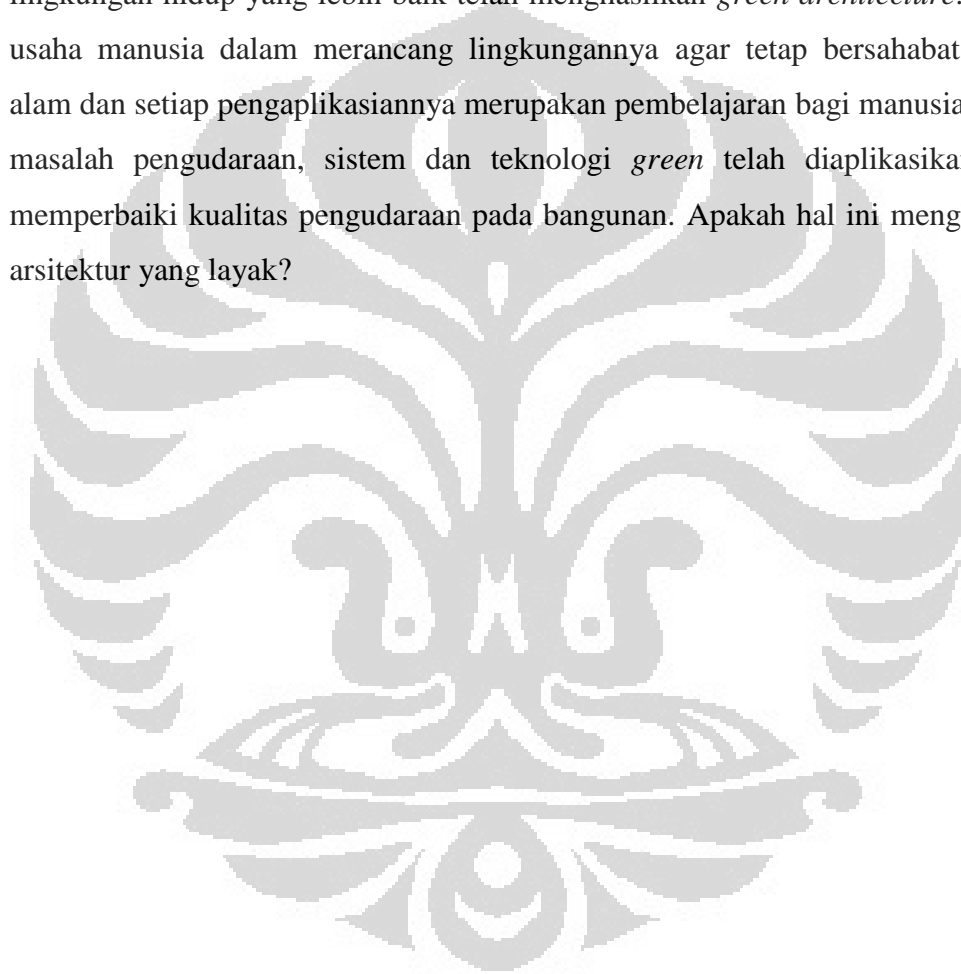 lingkungan hidup yang lebih baik telah menghasilkan green architecture.
usaha manusia dalam merancang lingkungannya agar tetap bersahabat
alam dan setiap pengaplikasiannya merupakan pembelajaran bagi manusia
masalah pengudaraan, sistem dan teknologi green telah diaplikasikan
memperbaiki kualitas pengudaraan pada bangunan. Apakah hal ini meng
arsitektur yang layak?